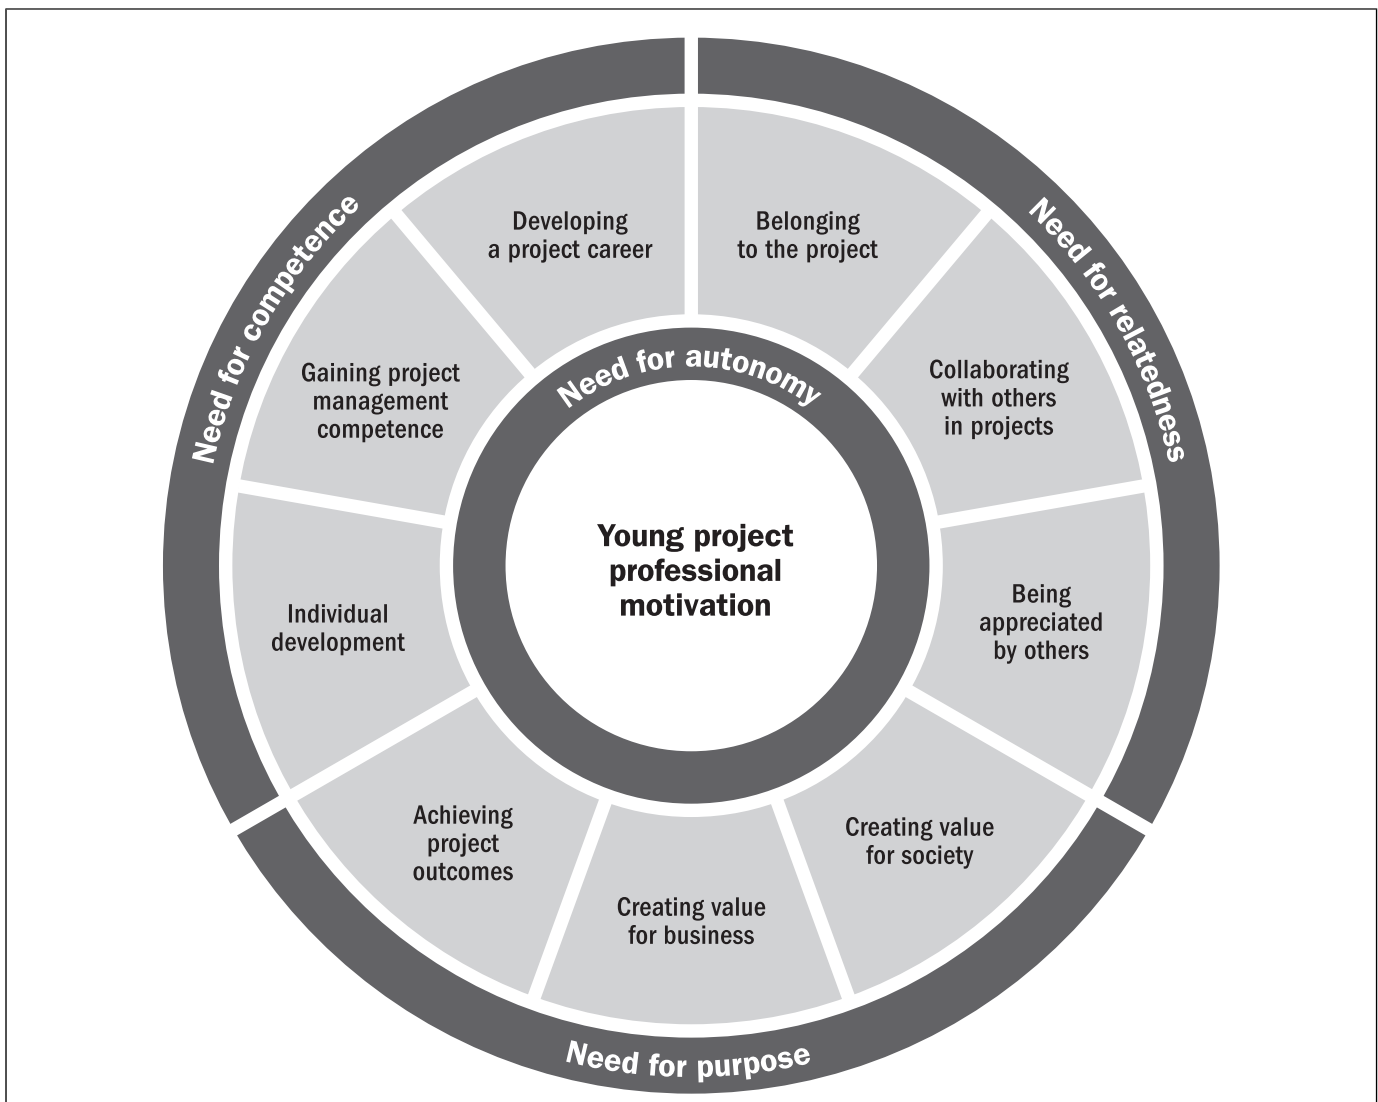 Need for competence
Need for relatedness
Developing
a project career
Belonging
to the project
Gaining project
management
competence
Need for autonomy
Collaborating
with others
in projects
Young project
professional
motivation
Individual
development
Being
appreciated
by others
Achieving
project
outcomes
Creating value
for business
Creating value
for society
Need for purpose